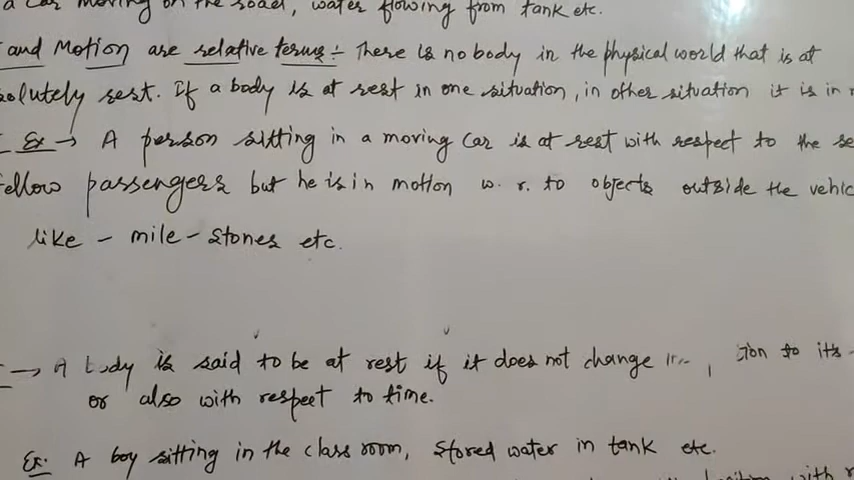 a car moving on the road, water flowing from tank etc.
and Motion are relative terms :- There is no body in the physical world that is at
solutely rest. If a body is at rest in one situation, in other situation it is in
Ex → A person sitting in a moving car is at rest with respect to the se
fellow passengers but he is in motion w. r. to objects outside the vehic
like - mile - stones etc.
→ A body is said to be at rest if it does not change to its
or also with respect to time.
Ex. A boy sitting in the class room, stored water in tank etc.